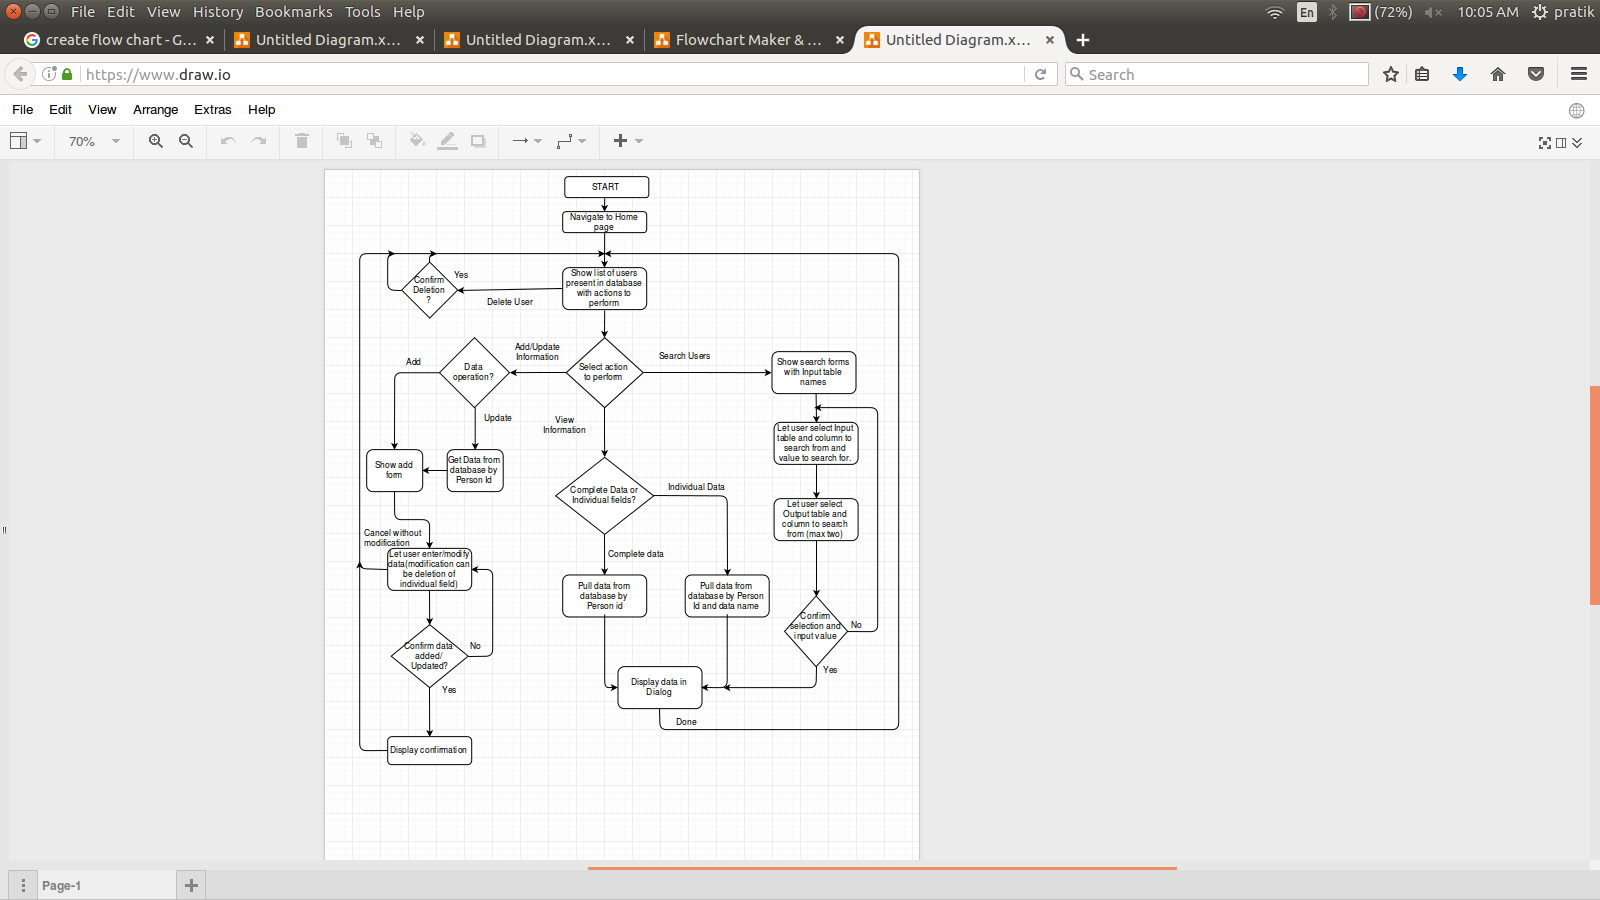 File Edit View History Bookmarks Tools Help
En (72%) 10:05 AM pratik
create flow chart - G...
Untitled Diagram.x...
Untitled Diagram.x...
Flowchart Maker & ...
Untitled Diagram.x...
https://www.draw.io
Search
File Edit View Arrange Extras Help
70%
START
Navigate to Home
page
Show list of users
present in database
with actions to
perform
Confirm
Deletion
?
Yes
Delete User
Add
Data
operation?
Add/Update
Information
Select action
to perform
Search Users
Show search forms
with Input table
names
Update
View
Information
Let user select Input
table and column to
search from and
value to search for.
Show add
form
Get Data from
database by
Person Id
Complete Data or
Individual fields?
Individual Data
Let user select
Output table and
column to search
from (max two)
Cancel without
modification
Let user enter/modify
data(modification can
be deletion of
individual field)
Complete data
Pull data from
database by
Person id
Pull data from
database by Person
Id and data name
Confirm
selection and
input value
No
Yes
Confirm data
added/
Updated?
No
Yes
Display data in
Dialog
Done
Display confirmation
Page-1